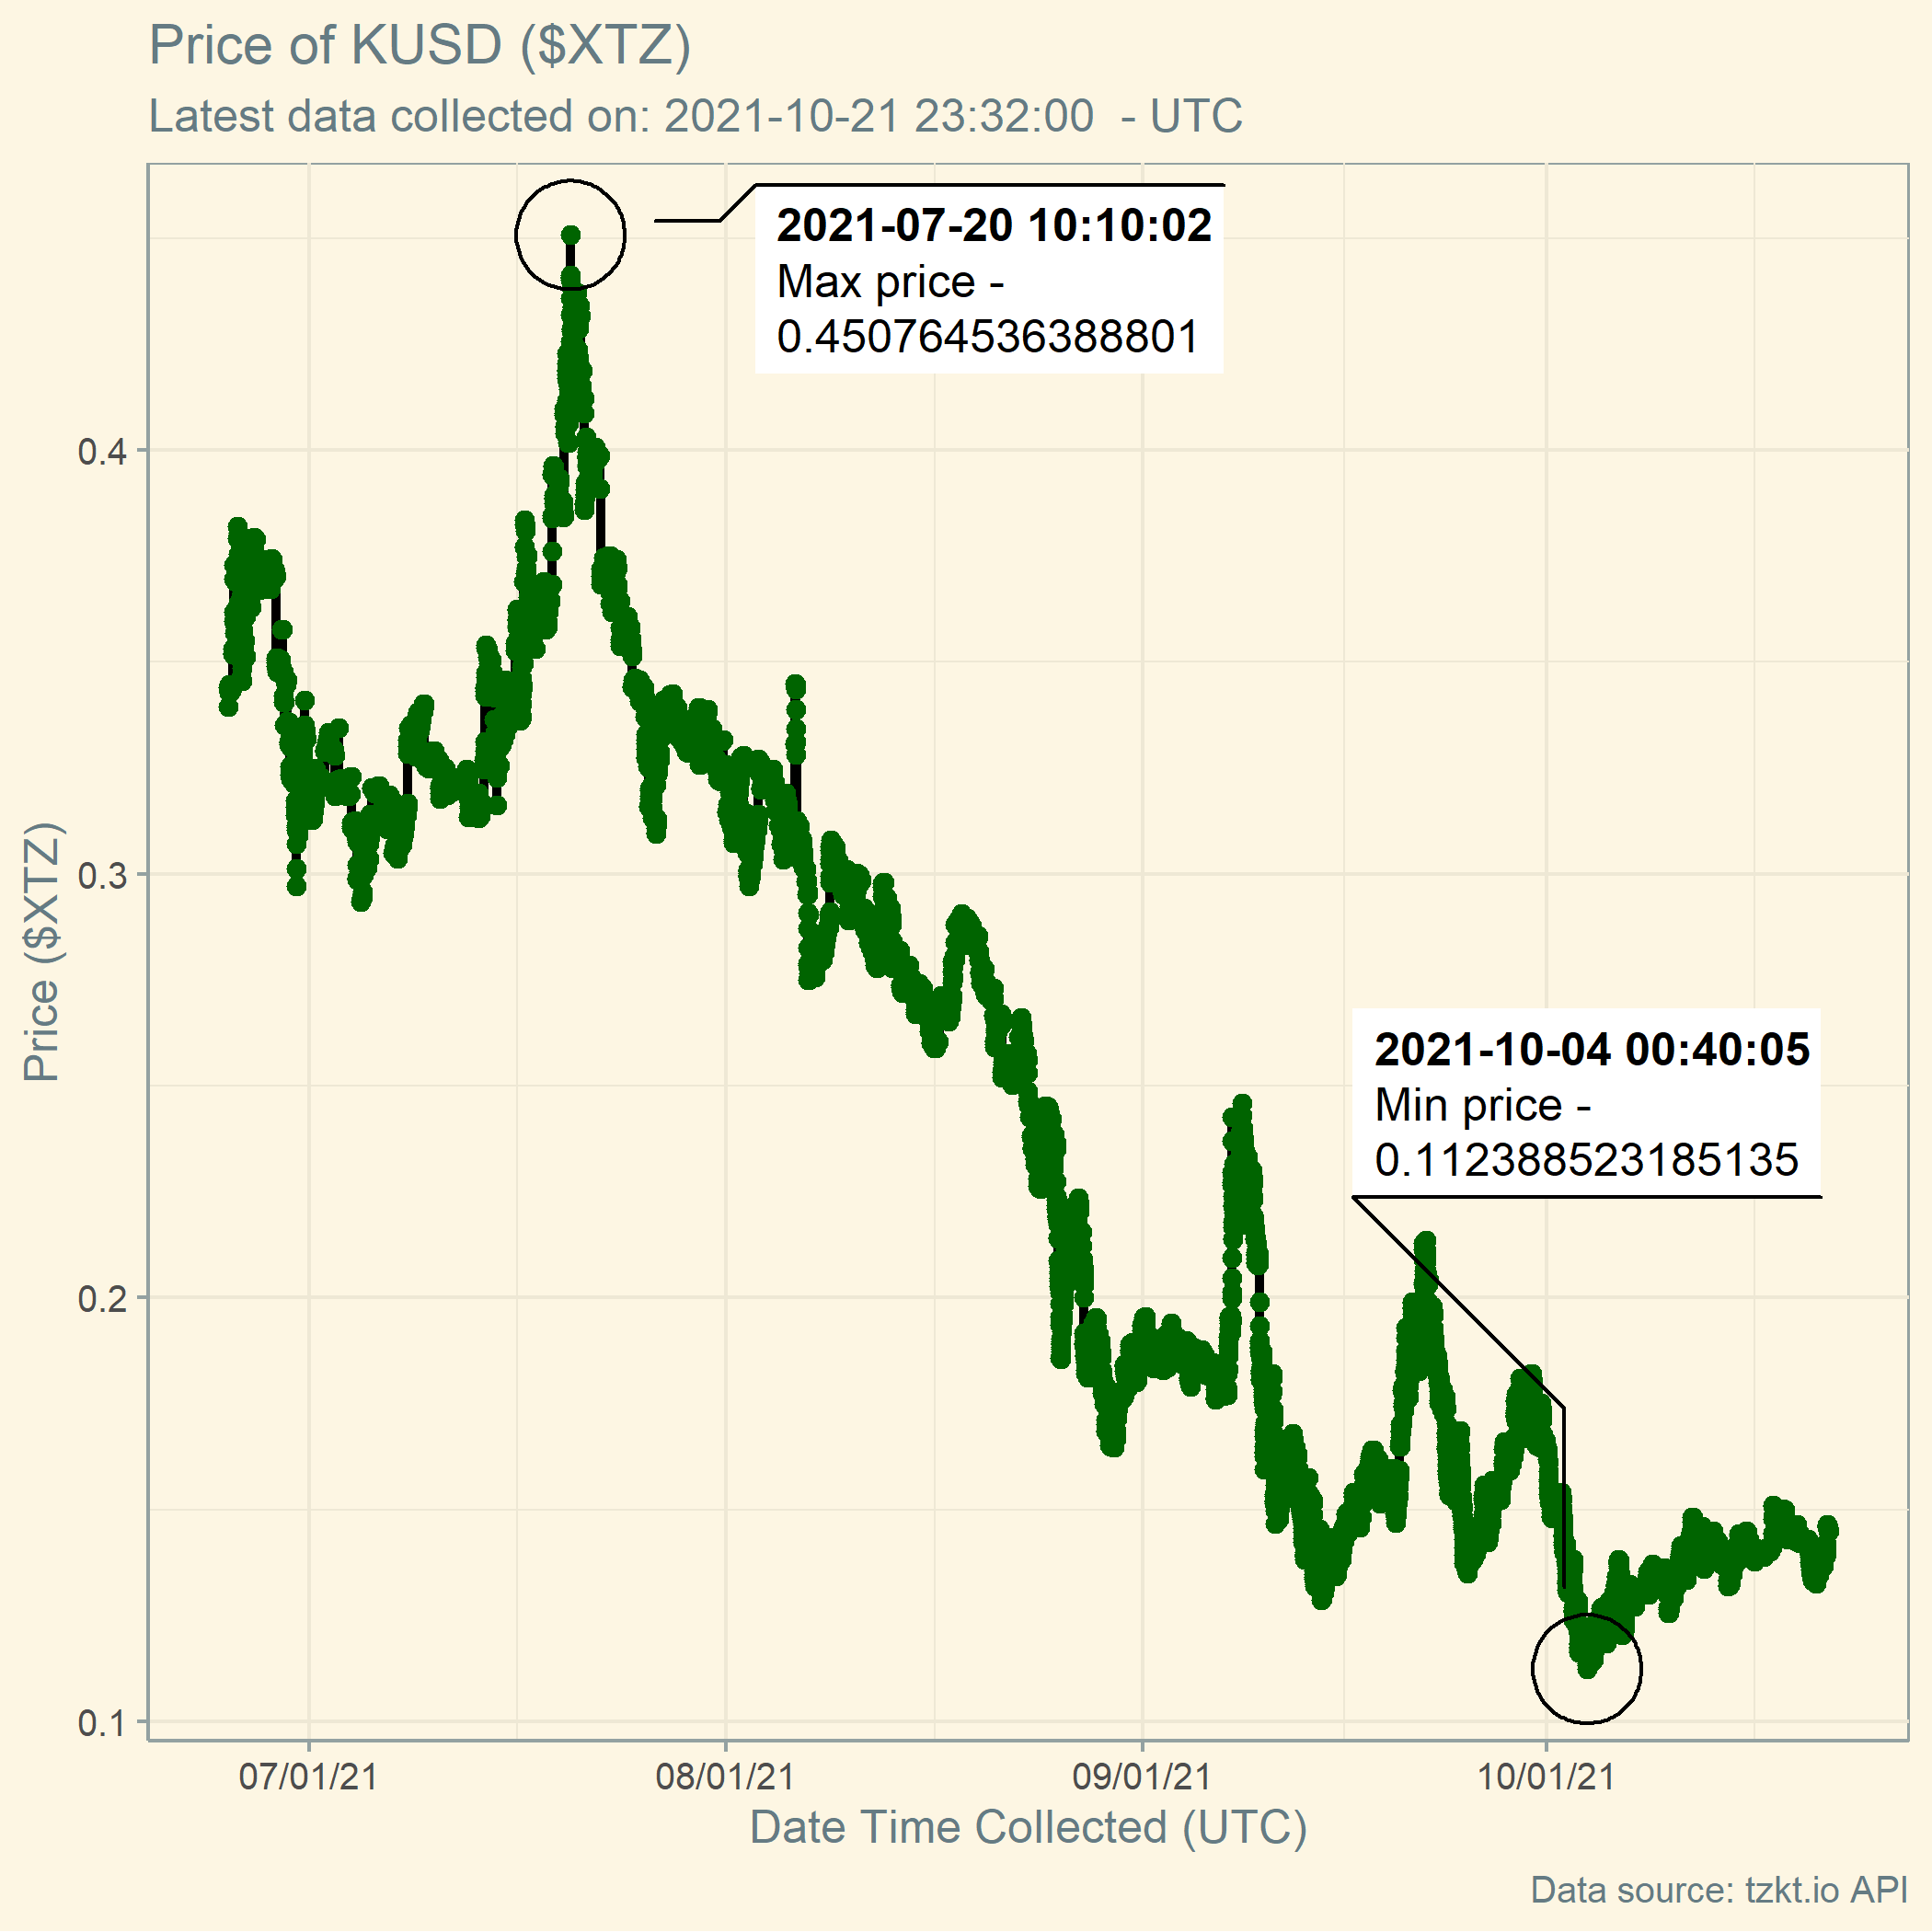 Price of KUSD ($XTZ)
Latest data collected on: 2021-10-21 23:32:00  - UTC
2021-07-20 10:10:02
Max price -
0.450764536388801
0.4
0.3
0.2
0.1
Price ($XTZ)
2021-10-04 00:40:05
Min price -
0.112388523185135
07/01/21
08/01/21
09/01/21
10/01/21
Date Time Collected (UTC)
Data source: tzkt.io API